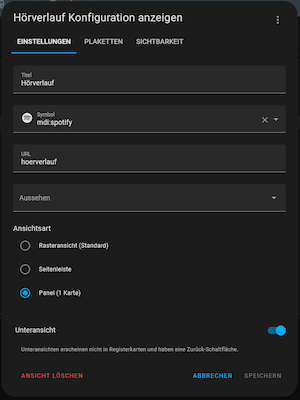 Hörverlauf Konfiguration anzeigen
EINSTELLUNGEN PLAKETTEN SICHTBARKEIT
Titel
Hörverlauf
Symbol
mdi:spotify
URL
hoerverlauf
Aussehen
Ansichtsart
Rasteransicht (Standard)
Seitenleiste
Panel (1 Karte)
Unteransicht
Unteransichten erscheinen nicht in Registerkarten und haben eine Zurück-Schaltfläche.
ANSICHT LÖSCHEN ABBRECHEN SPEICHERN